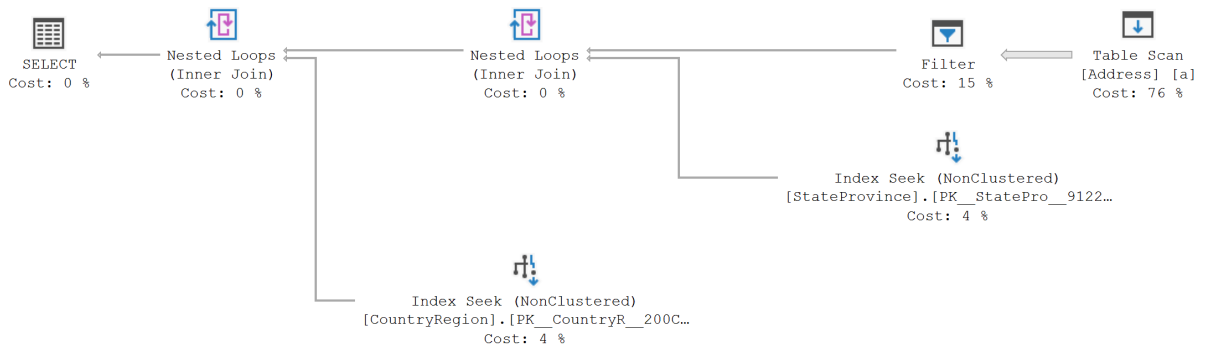 SELECT
Cost: 0 %
Nested Loops
(Inner Join)
Cost: 0 %
Nested Loops
(Inner Join)
Cost: 0 %
Filter
Cost: 15 %
Table Scan
[Address] [a]
Cost: 76 %
Index Seek (NonClustered)
[StateProvince].[PK__StatePro__9122…
Cost: 4 %
Index Seek (NonClustered)
[CountryRegion].[PK__CountryR__200C…
Cost: 4 %